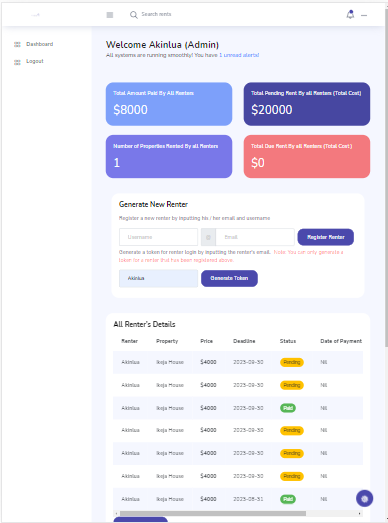 Search rents
Dashboard
Logout
Welcome Akinlua (Admin)
All systems are running smoothly! You have 1 unread alerts!
Total Amount Paid By All Renters
$8000
Total Pending Rent By all Renters (Total Cost)
$20000
Number of Properties Rented By all Renters
1
Total Due Rent By all Renters (Total Cost)
$0
Generate New Renter
Register a new renter by inputting his / her email and username
Username @ Email Register Renter
Generate a token for renter login by inputting the renter's email. Note: You can only generate a
token for a renter that has been registered above.
Akinlua Generate Token
All Renter's Details
Renter Property Price Deadline Status Date of Payment
Akinlua Ikeja House $4000 2023-09-30 Pending Nil
Akinlua Ikeja House $4000 2023-09-30 Pending Nil
Akinlua Ikeja House $4000 2023-09-30 Paid Nil
Akinlua Ikeja House $4000 2023-09-30 Pending Nil
Akinlua Ikeja House $4000 2023-09-30 Pending Nil
Akinlua Ikeja House $4000 2023-09-30 Pending Nil
Akinlua Ikeja House $4000 2023-08-31 Paid Nil